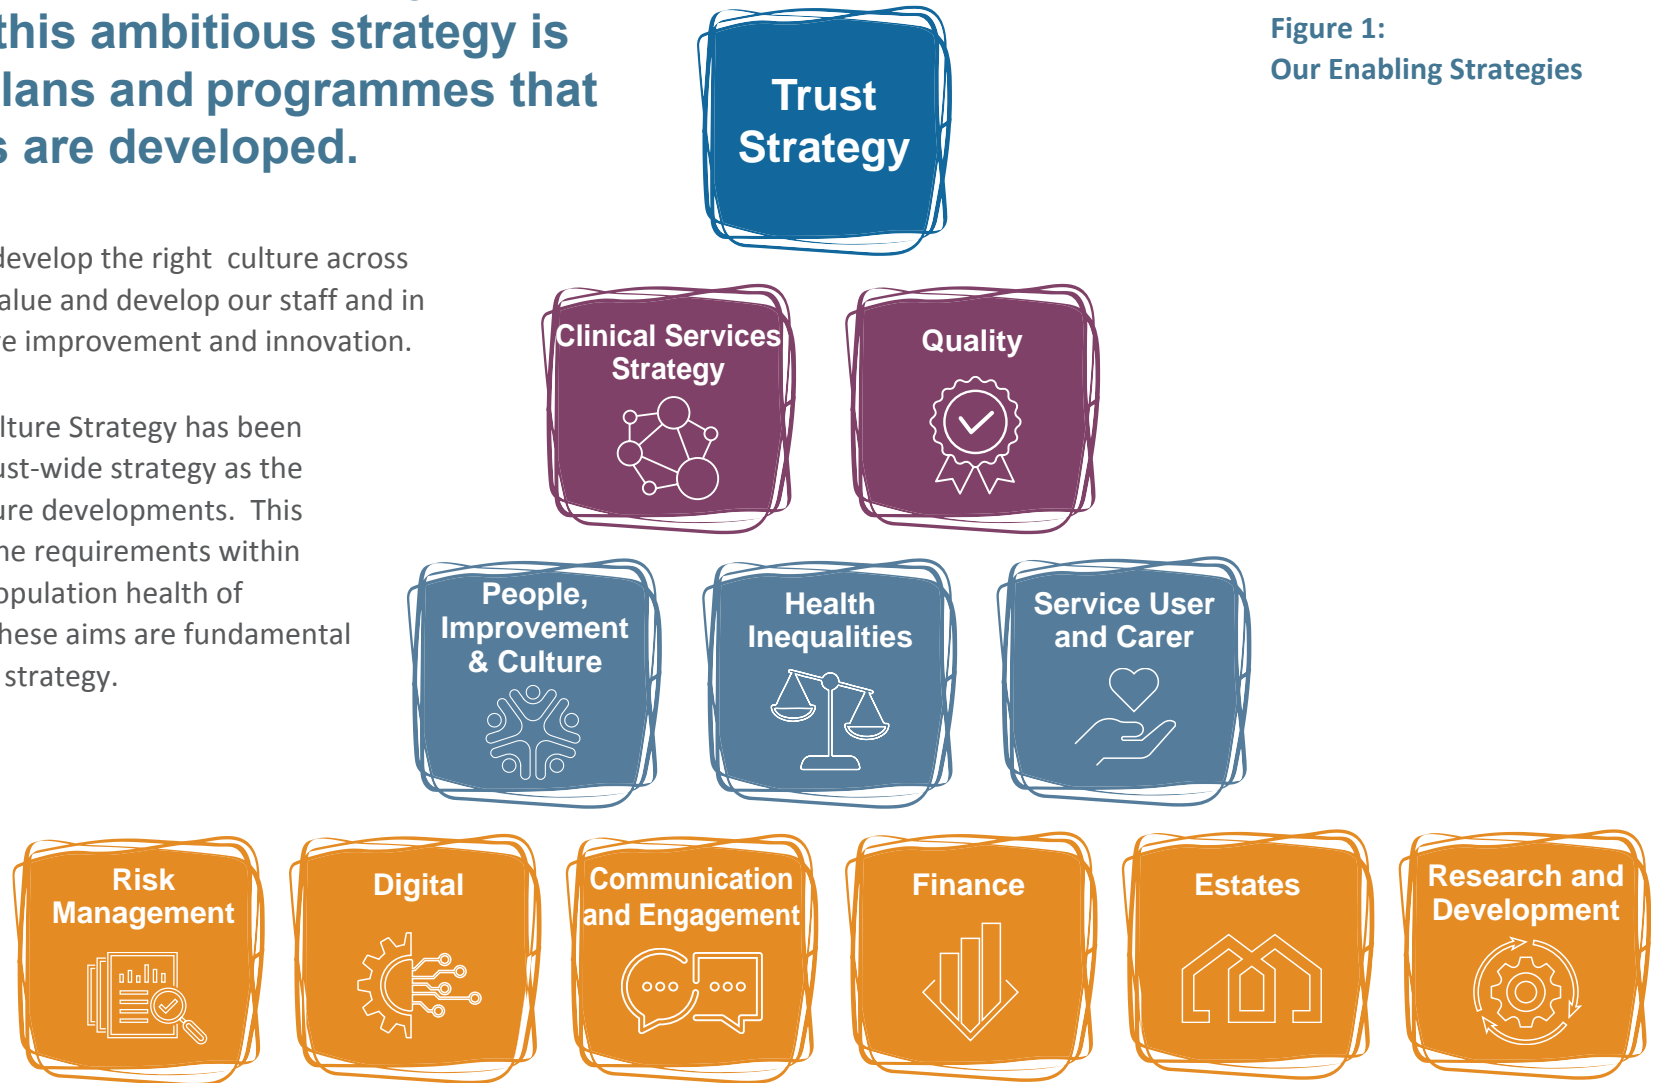 this ambitious strategy is
lans and programmes that
s are developed.
develop the right culture across
alue and develop our staff and in
e improvement and innovation.
lture Strategy has been
ust-wide strategy as the
ure developments. This
ne requirements within
opulation health of
hese aims are fundamental
strategy.
Figure 1:
Our Enabling Strategies
Trust
Strategy
Clinical Services
Strategy
Quality
People,
Improvement
& Culture
Health
Inequalities
Service User
and Carer
Risk
Management
Digital
Communication
and Engagement
Finance
Estates
Research and
Development